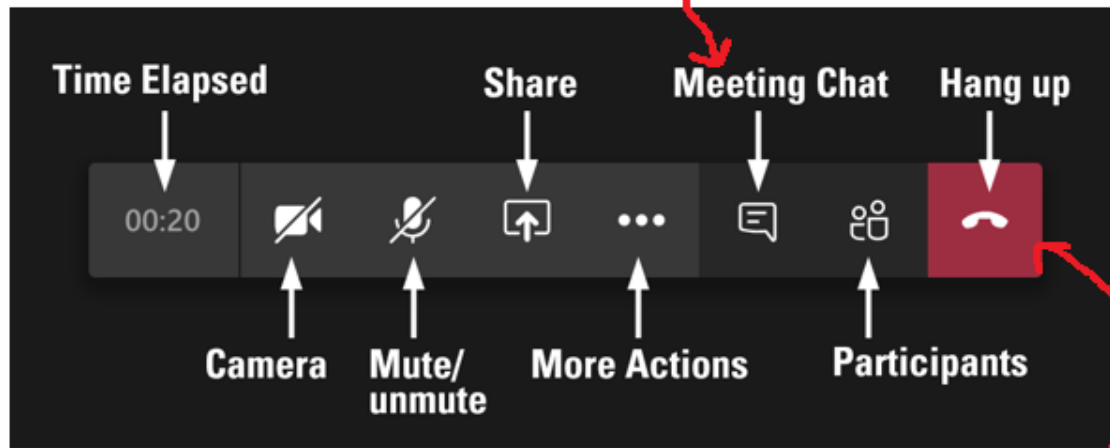 Time Elapsed
Share
Meeting Chat
Hang up
00:20
Camera
Mute/
unmute
More Actions
Participants